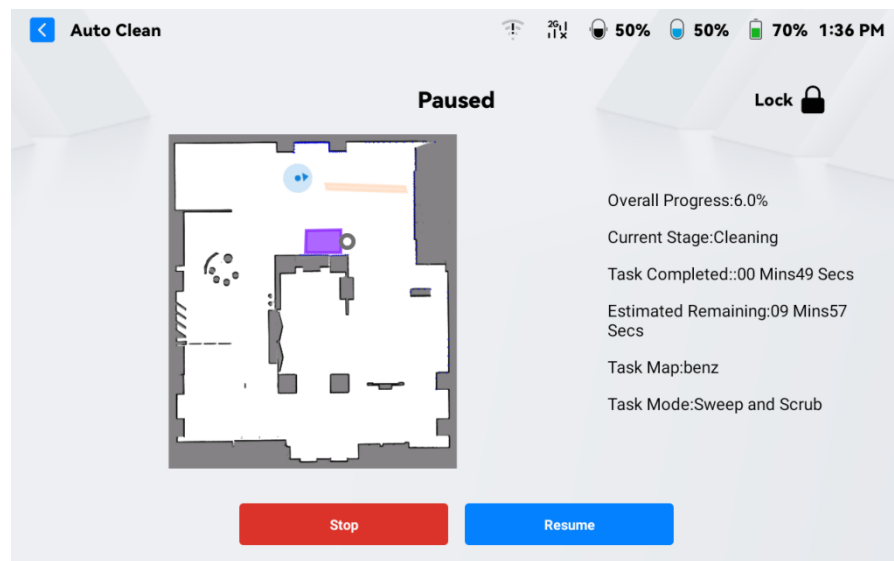 Auto Clean
2G
50%
50%
70%
1:36 PM
Paused
Lock
Overall Progress:6.0%
Current Stage:Cleaning
Task Completed::00 Mins49 Secs
Estimated Remaining:09 Mins57
Secs
Task Map:benz
Task Mode:Sweep and Scrub
Stop
Resume